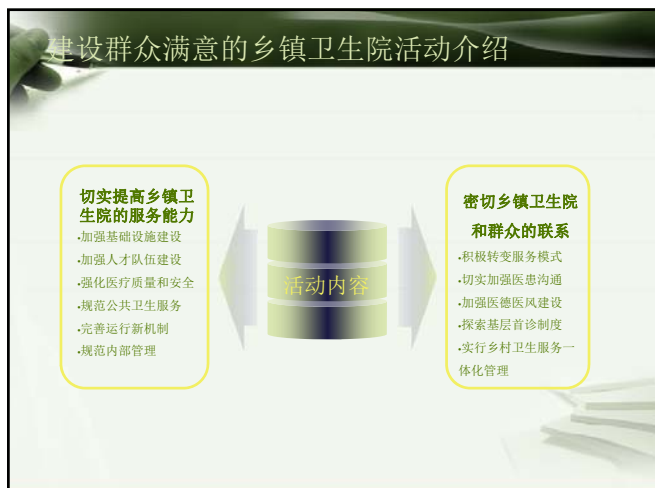 建设群众满意的乡镇卫生院活动介绍
切实提高乡镇卫
生院的服务能力
•加强基础设施建设
•加强人才队伍建设
•强化医疗质量和安全
•规范公共卫生服务
•完善运行新机制
•规范内部管理
活动内容
密切乡镇卫生院
和群众的联系
•积极转变服务模式
•切实加强医患沟通
•加强医德医风建设
•探索基层首诊制度
•实行乡村卫生服务一
体化管理